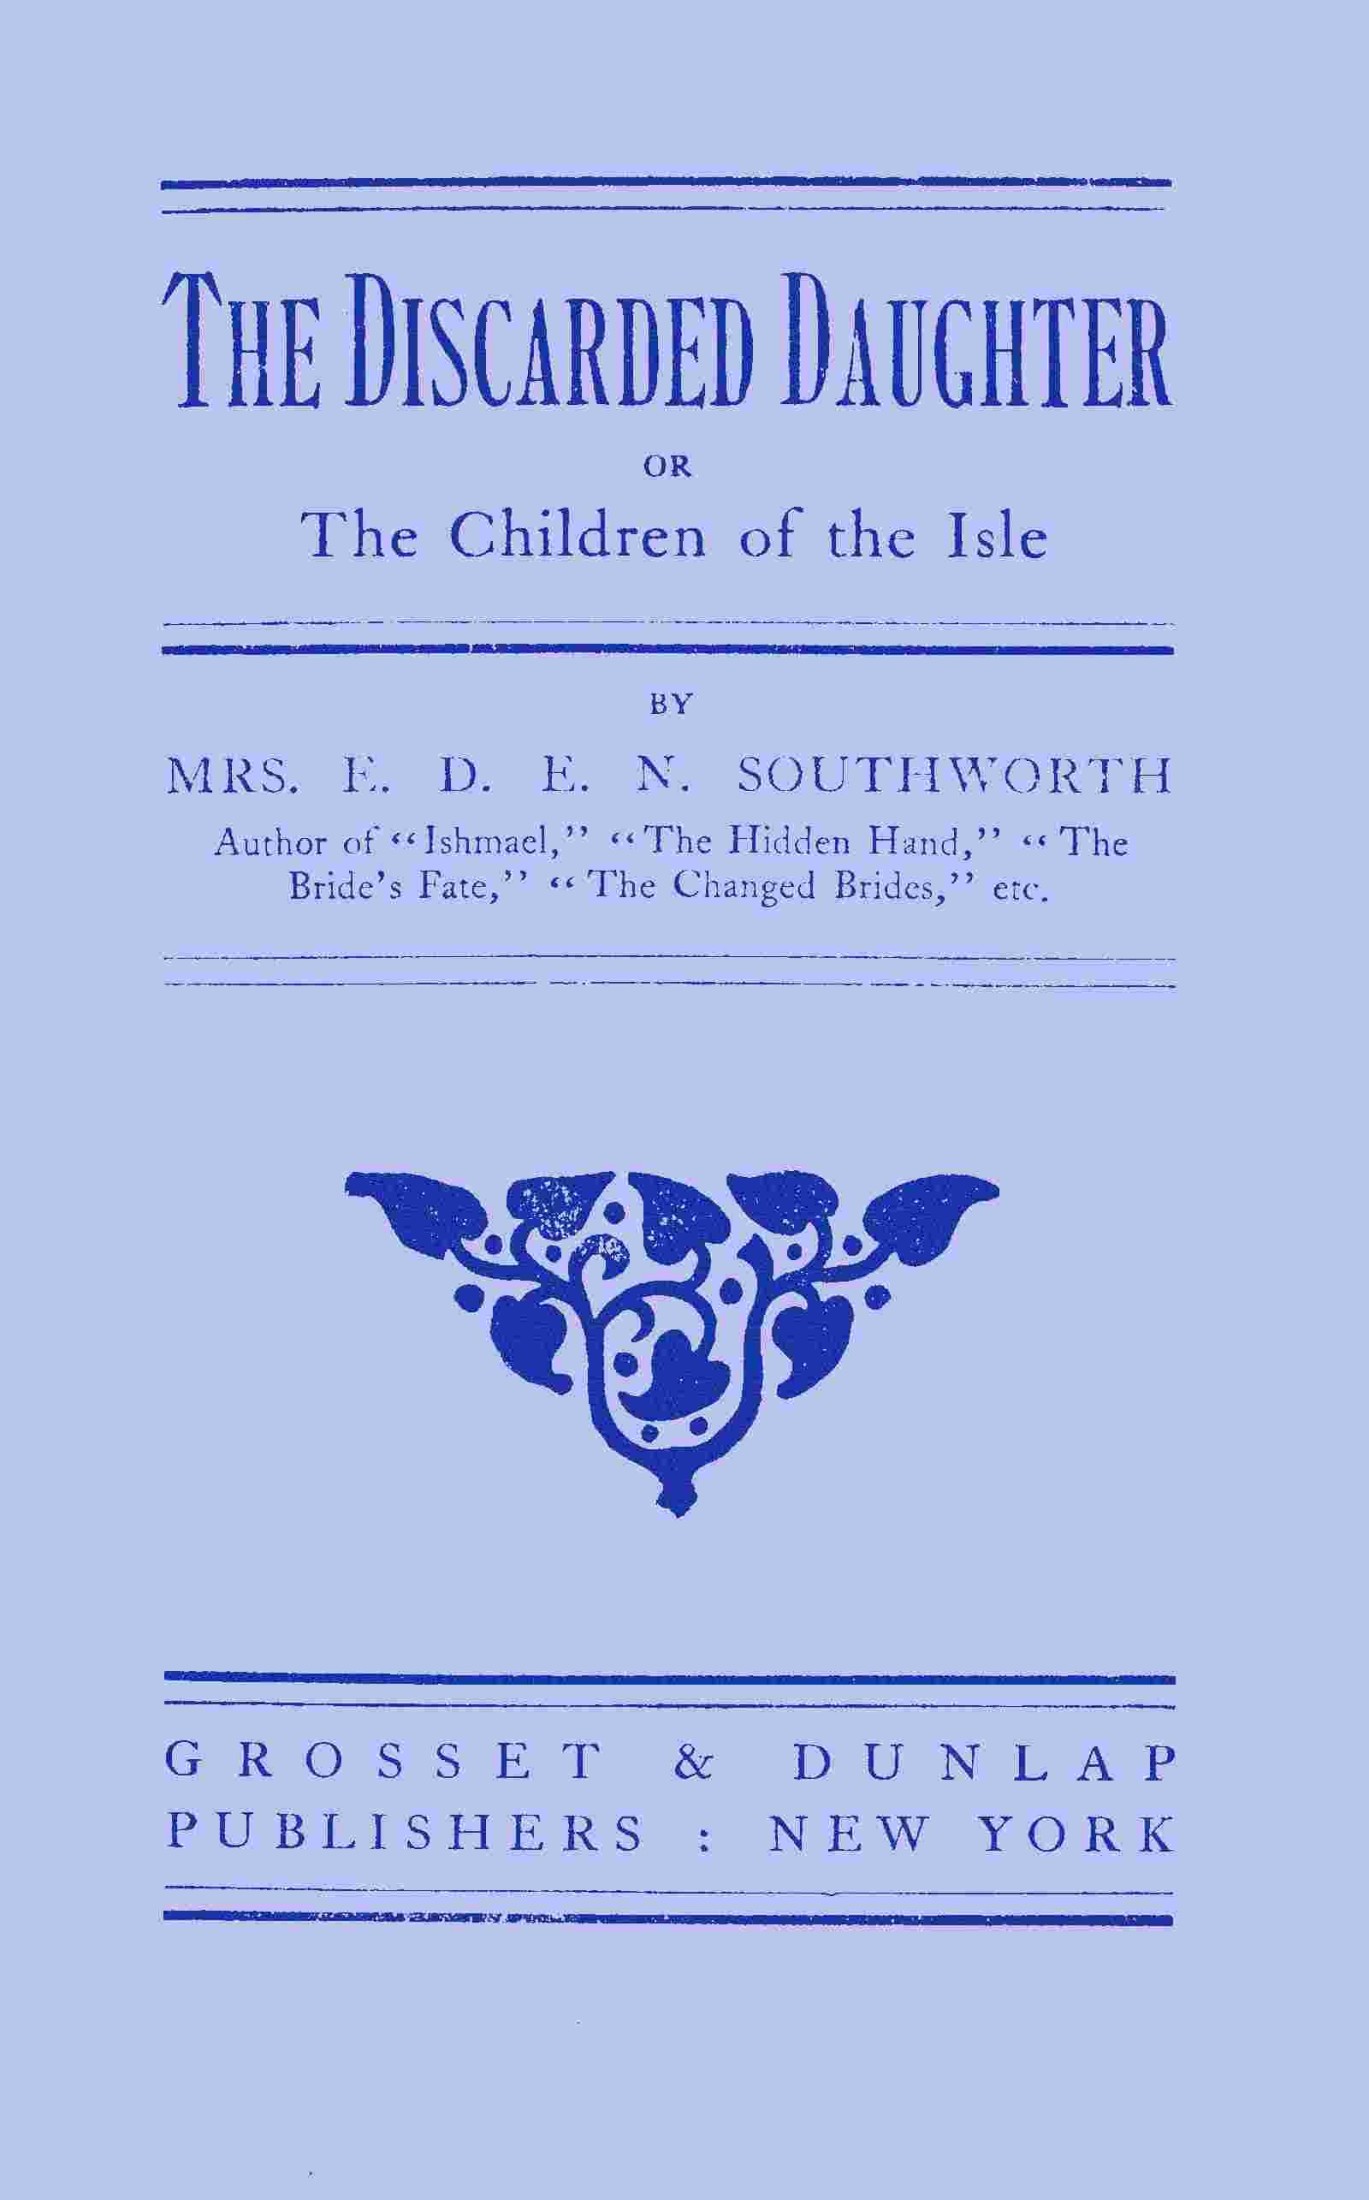 THE DISCARDED DAUGHTER
OR
The Children of the Isle
BY
MRS. E. D. E. N. SOUTHWORTH
Author of “Ishmael,” “The Hidden Hand,” “The
Bride’s Fate,” “The Changed Brides,” etc.
GROSSET & DUNLAP
PUBLISHERS : NEW YORK